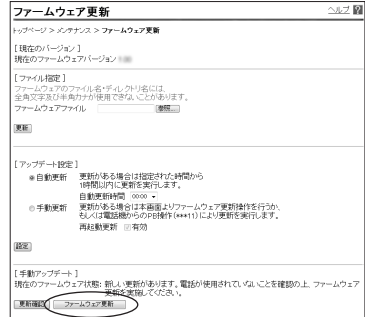 ファームウェア更新
ヘルプ ?
トップページ > メンテナンス > ファームウェア更新
[ 現在のバージョン ]
現在のファームウェアバージョン
[ ファイル指定 ]
ファームウェアのファイル名・ディレクトリ名には、
全角文字及び半角カナが使用できないことがあります。
ファームウェアファイル 参照...
更新
[ アップデート設定 ]
自動更新 更新がある場合は指定された時間から
1時間以内に更新を実行します。
自動更新時間 00:00
手動更新 更新がある場合は本画面よりファームウェア更新操作を行うか、
もしくは電話機からのPB操作(***11)により更新を実行します。
再起動更新 有効
設定
[ 手動アップデート ]
現在のファームウェア状態: 新しい更新があります。電話が使用されていないことを確認の上、ファームウェア
更新を実施してください。
更新確認 ファームウェア更新